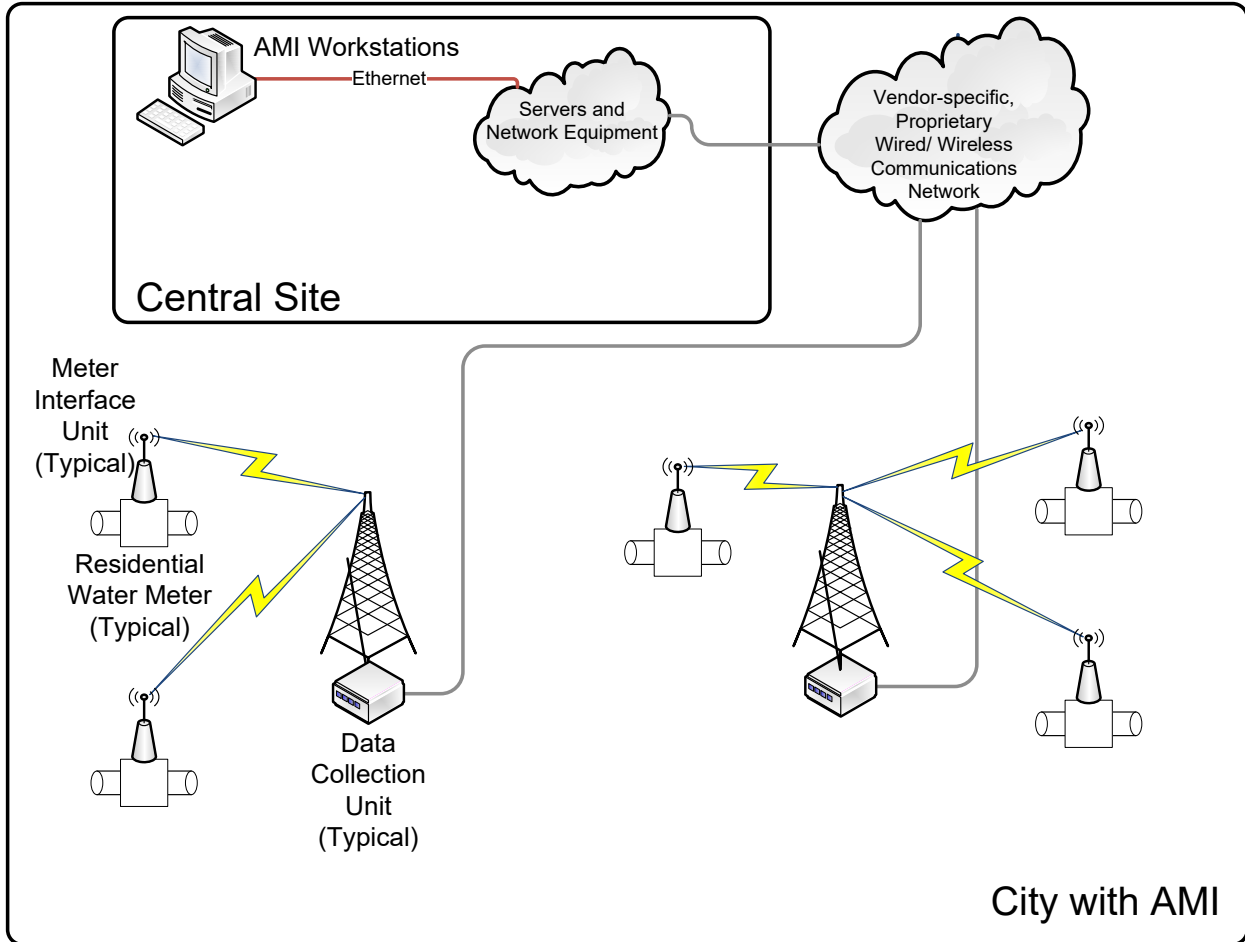 AMI Workstations
Ethernet
Servers and
Network Equipment
Vendor-specific,
Proprietary
Wired/ Wireless
Communications
Network
Central Site
Meter
Interface
Unit
(Typical)
Residential
Water Meter
(Typical)
Data
Collection
Unit
(Typical)
City with AMI